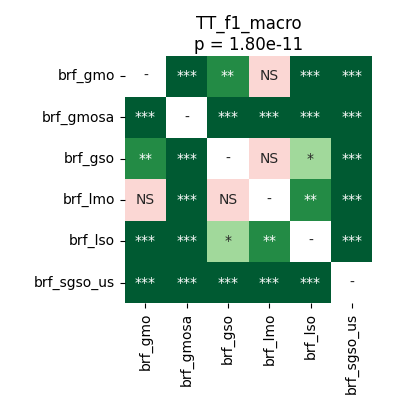 TT_f1_macro
p = 1.80e-11
brf_gmo - *** ** NS *** ***
brf_gmosa *** - *** *** *** ***
brf_gso ** *** - NS * ***
brf_lmo NS *** NS - ** ***
brf_lso *** *** * ** - ***
brf_sgso_us *** *** *** *** *** -
brf_gmo brf_gmosa brf_gso brf_lmo brf_lso brf_sgso_us